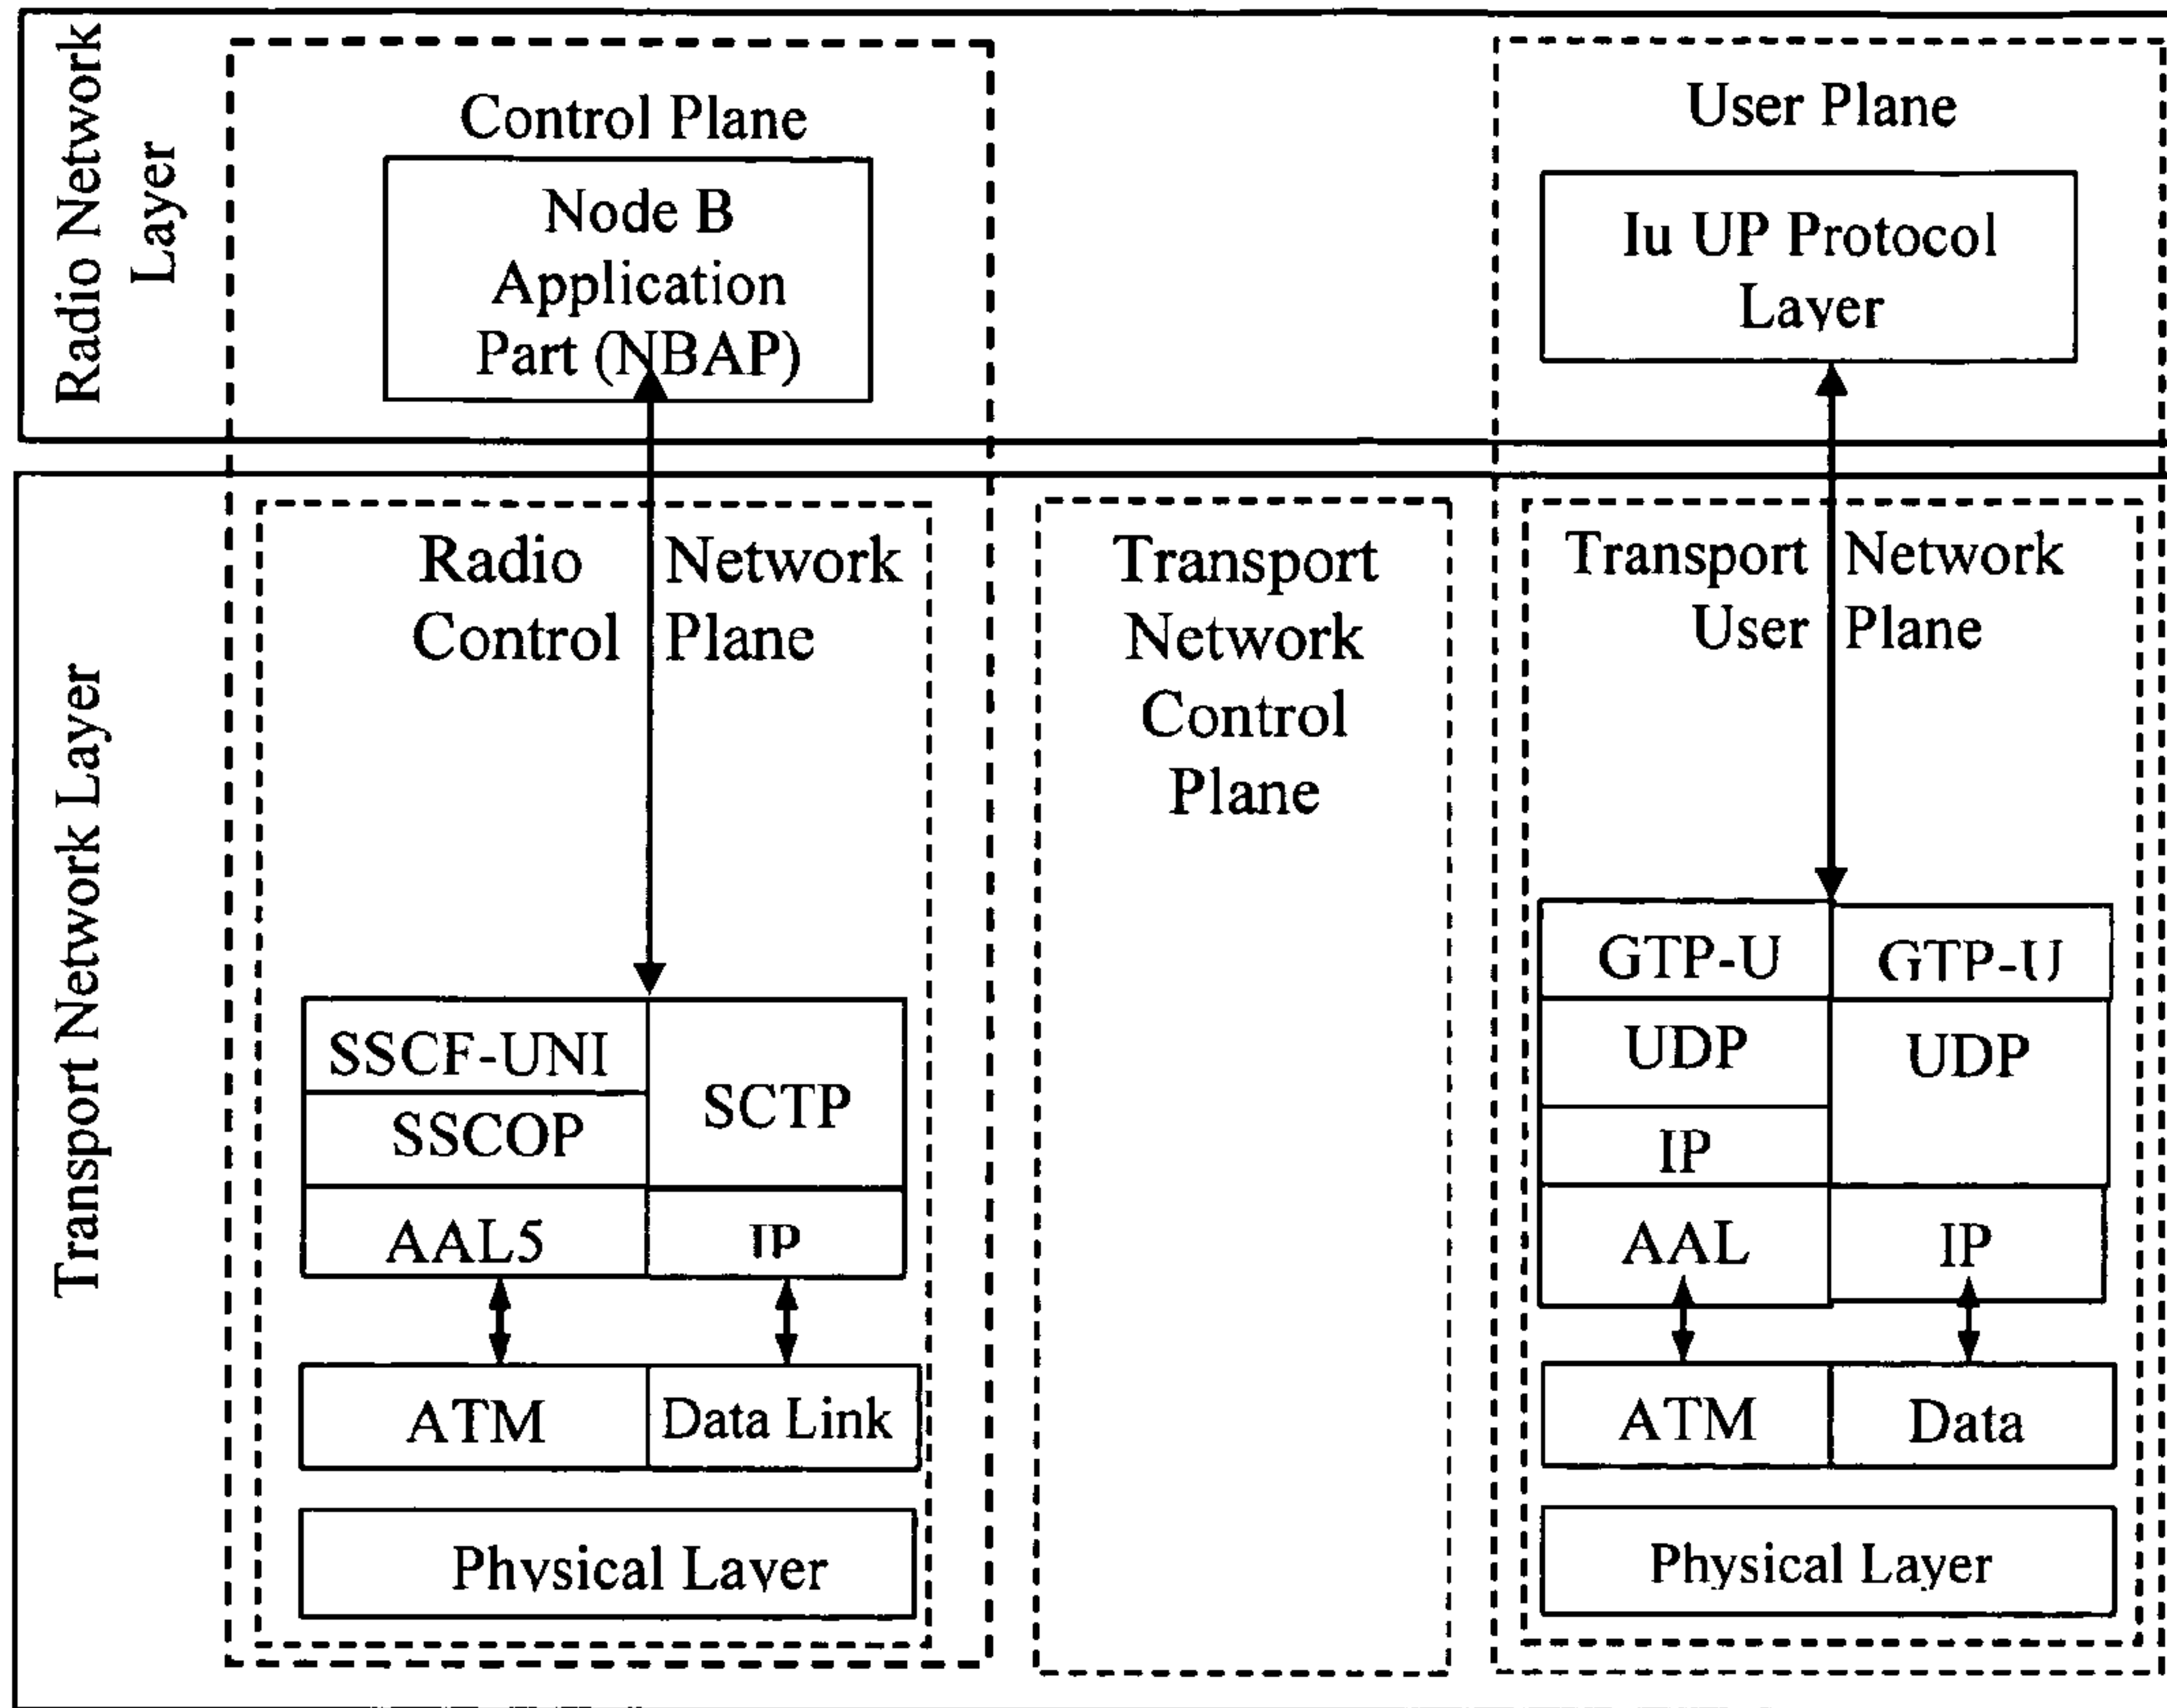 Radio Network
Layer
Control Plane
Node B
Application
Part (NBAP)
User Plane
Iu UP Protocol
Layer
Transport Network Layer
Radio Network
Control Plane
SSCF-UNI
SSCOP
AAL5
SCTP
IP
ATM
Data Link
Physical Layer
Transport
Network
Control
Plane
Transport Network
User Plane
GTP-U
UDP
IP
AAL
GTP-U
UDP
IP
ATM
Data
Physical Layer